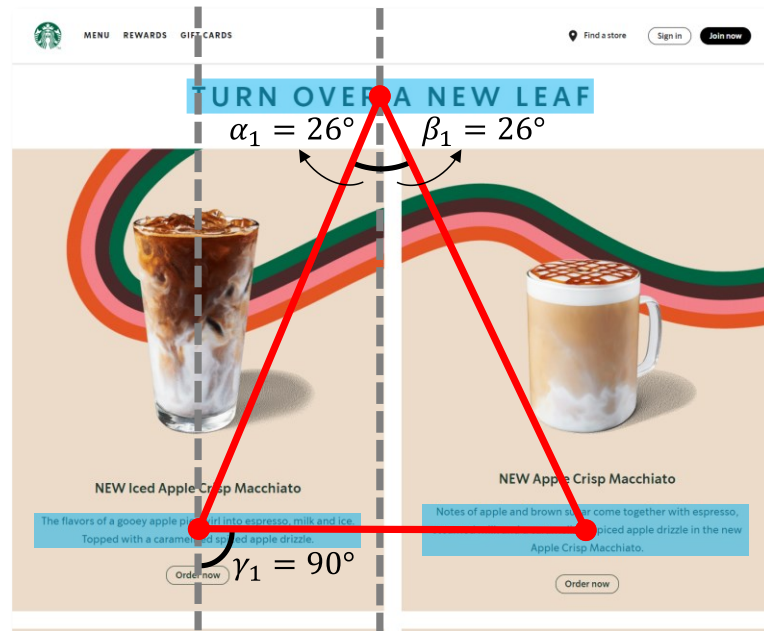 MENU REWARDS GIFT CARDS Find a store Sign in Join now
TURN OVER A NEW LEAF
α₁ = 26° β₁ = 26°
NEW Iced Apple Crisp Macchiato
The flavors of a gooey apple pie swirl into espresso, milk and ice.
Topped with a caramelized spiced apple drizzle.
Order now
γ₁ = 90°
NEW Apple Crisp Macchiato
Notes of apple and brown sugar come together with espresso,
spiced apple drizzle in the new
Apple Crisp Macchiato.
Order now